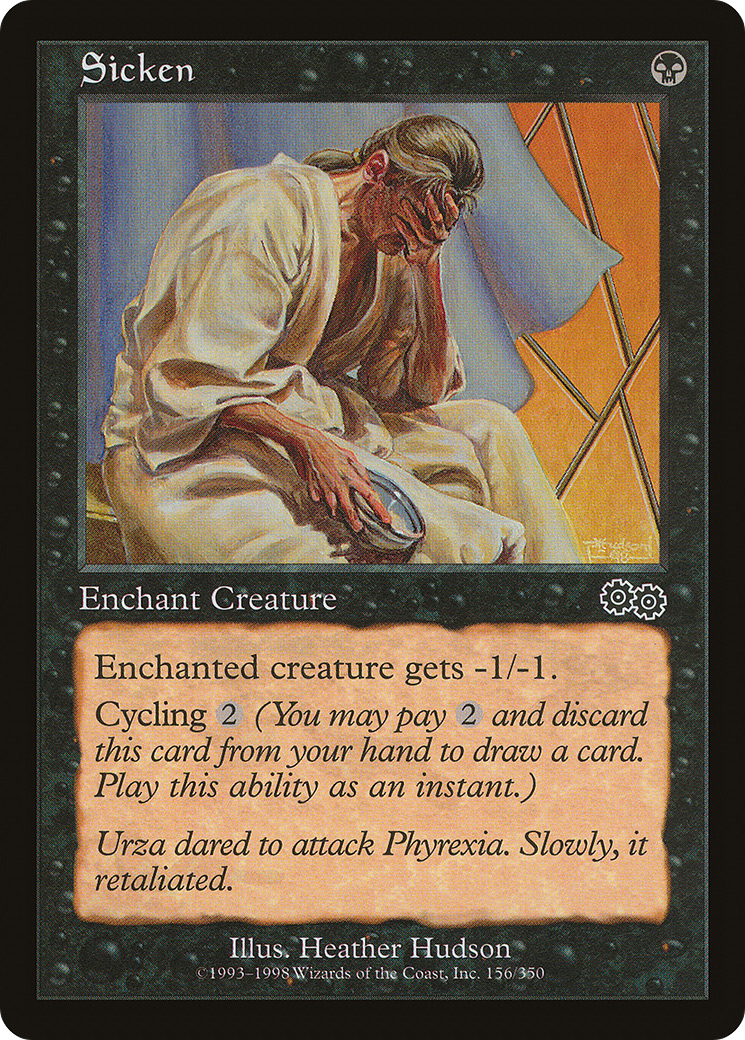 Sicken
Enchant Creature
Enchanted creature gets -1/-1.
Cycling 2 (You may pay 2 and discard
this card from your hand to draw a card.
Play this ability as an instant.)
Urza dared to attack Phyrexia. Slowly, it
retaliated.
Illus. Heather Hudson
©1993–1998 Wizards of the Coast, Inc. 156/350